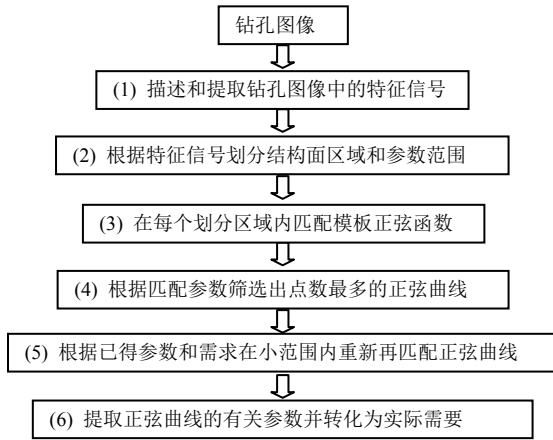 钻孔图像
(1) 描述和提取钻孔图像中的特征信号
(2) 根据特征信号划分结构面区域和参数范围
(3) 在每个划分区域内匹配模板正弦函数
(4) 根据匹配参数筛选出点数最多的正弦曲线
(5) 根据已得参数和需求在小范围内重新再匹配正弦曲线
(6) 提取正弦曲线的有关参数并转化为实际需要